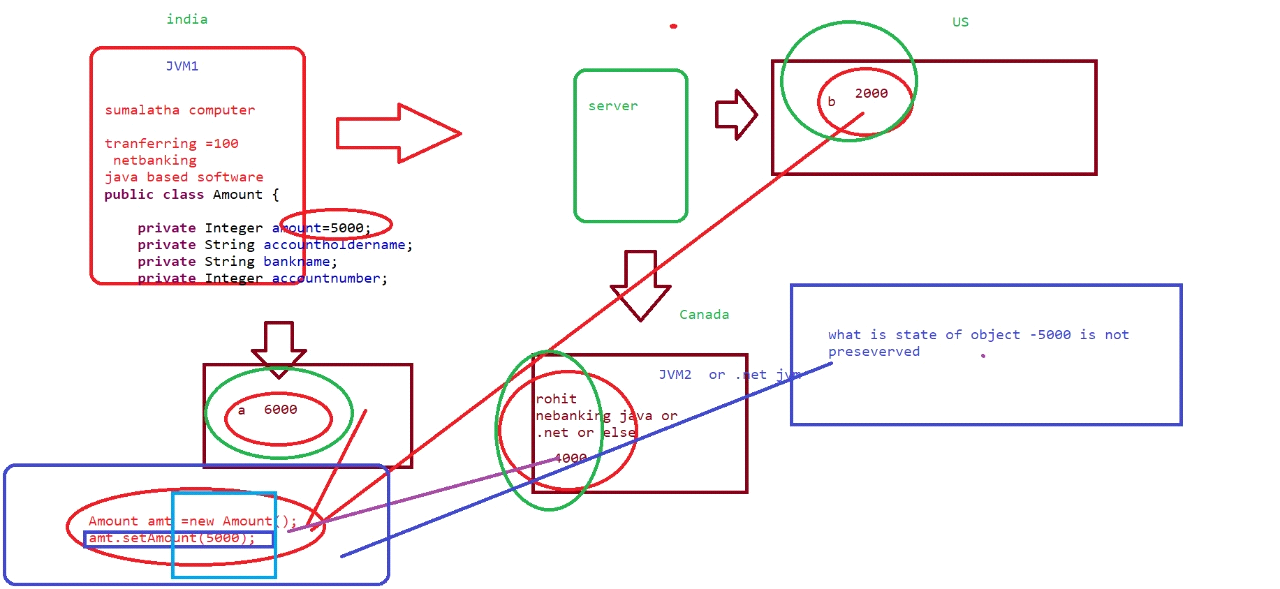 india
US
JVM1
sumalatha computer
tranferring =100
netbanking
java based software
public class Amount {
private Integer amount=5000;
private String accountholdername;
private String bankname;
private Integer accountnumber;
server
b 2000
Canada
what is state of object -5000 is not
preseverved
JVM2 or .net jvm
rohit
nebanking java or
.net or else
4000
a 6000
Amount amt =new Amount();
amt.setAmount(5000);